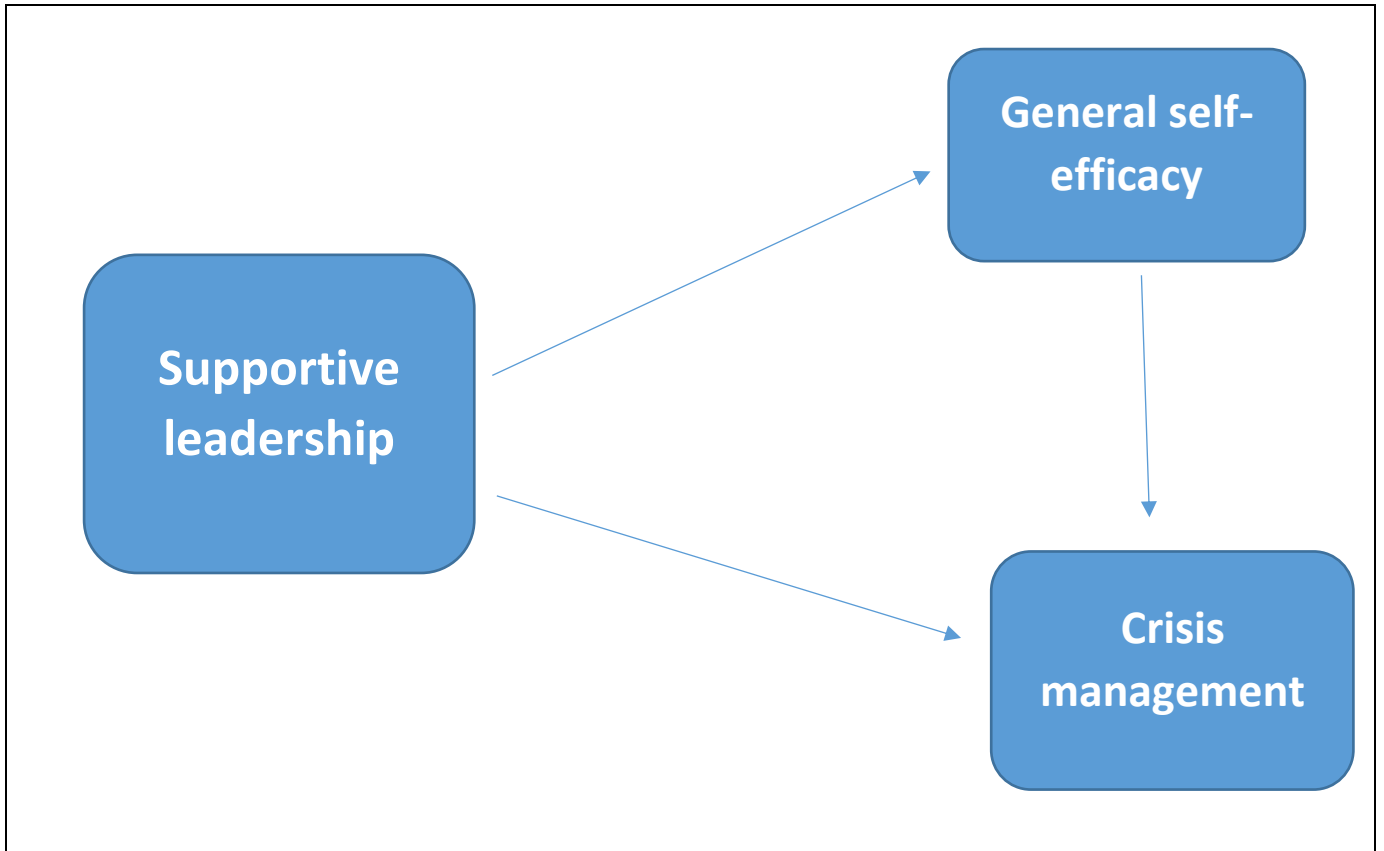 General self-
efficacy
Supportive
leadership
Crisis
management